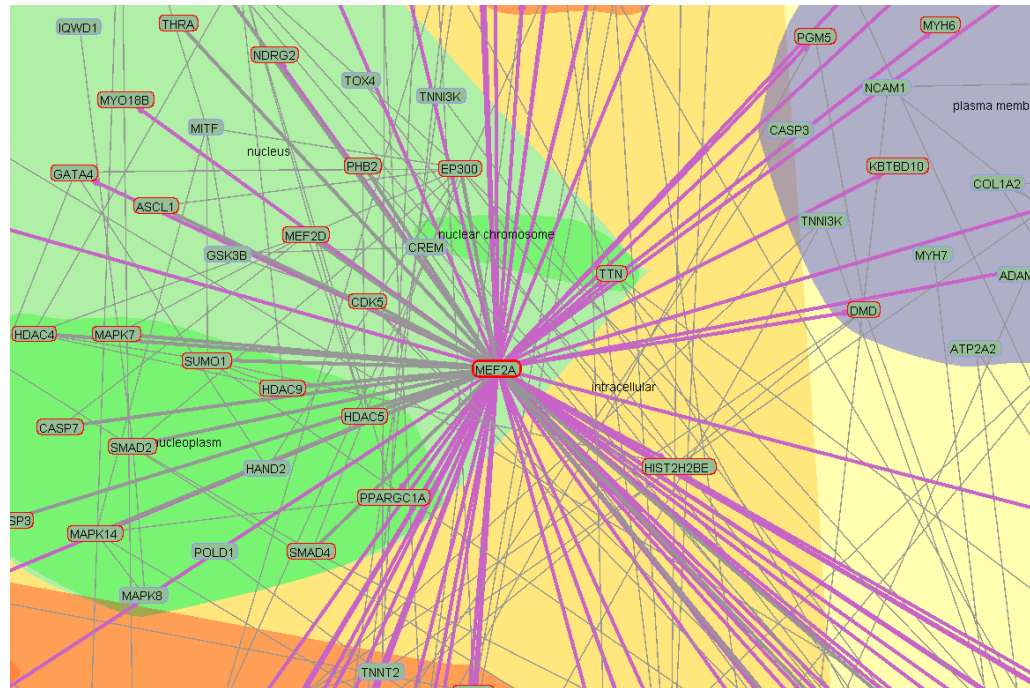 IQWD1
THRA
NDRG2
TOX4
TNNI3K
PGM5
MYH6
NCAM1
MYO18B
MITF
nucleus
CASP3
plasma memb
PHB2
EP300
KBTBD10
GATA4
ASCL1
COL1A2
MEF2D
nuclear chromosome
TNNI3K
GSK3B
CREM
MYH7
TTN
ADAM
CDK5
DMD
HDAC4
MAPK7
ATP2A2
SUMO1
MEF2A
HDAC9
intracellular
CASP7
HDAC5
SMAD2
nucleoplasm
HAND2
HIST2H2BE
PPARGC1A
SP3
MAPK14
POLD1
SMAD4
MAPK8
TNNT2